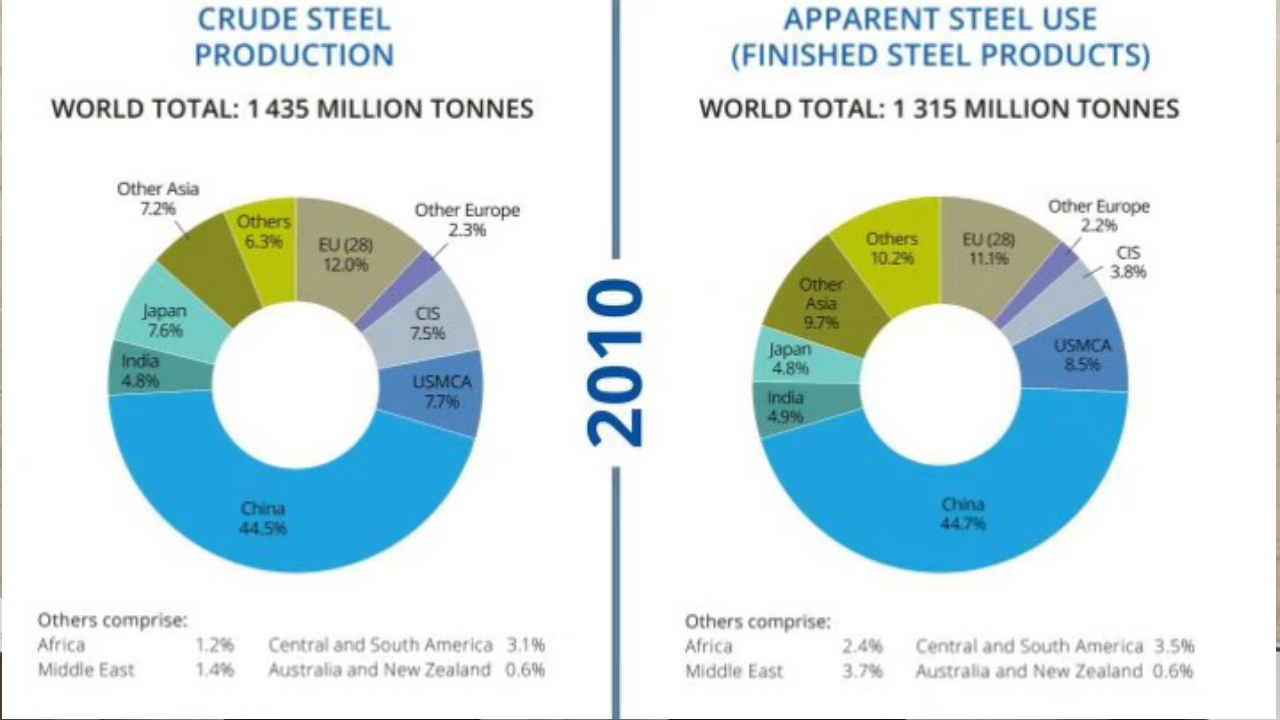 CRUDE STEEL
PRODUCTION
WORLD TOTAL: 1 435 MILLION TONNES
Other Asia
7.2%
Others
6.3%
EU (28)
12.0%
Other Europe
2.3%
Japan
7.6%
CIS
7.5%
India
4.8%
USMCA
7.7%
China
44.5%
Others comprise:
Africa 1.2% Central and South America 3.1%
Middle East 1.4% Australia and New Zealand 0.6%
2010
APPARENT STEEL USE
(FINISHED STEEL PRODUCTS)
WORLD TOTAL: 1 315 MILLION TONNES
Others
10.2%
EU (28)
11.1%
Other Europe
2.2%
CIS
3.8%
Other
Asia
9.7%
Japan
4.8%
USMCA
8.5%
India
4.9%
China
44.7%
Others comprise:
Africa 2.4% Central and South America 3.5%
Middle East 3.7% Australia and New Zealand 0.6%